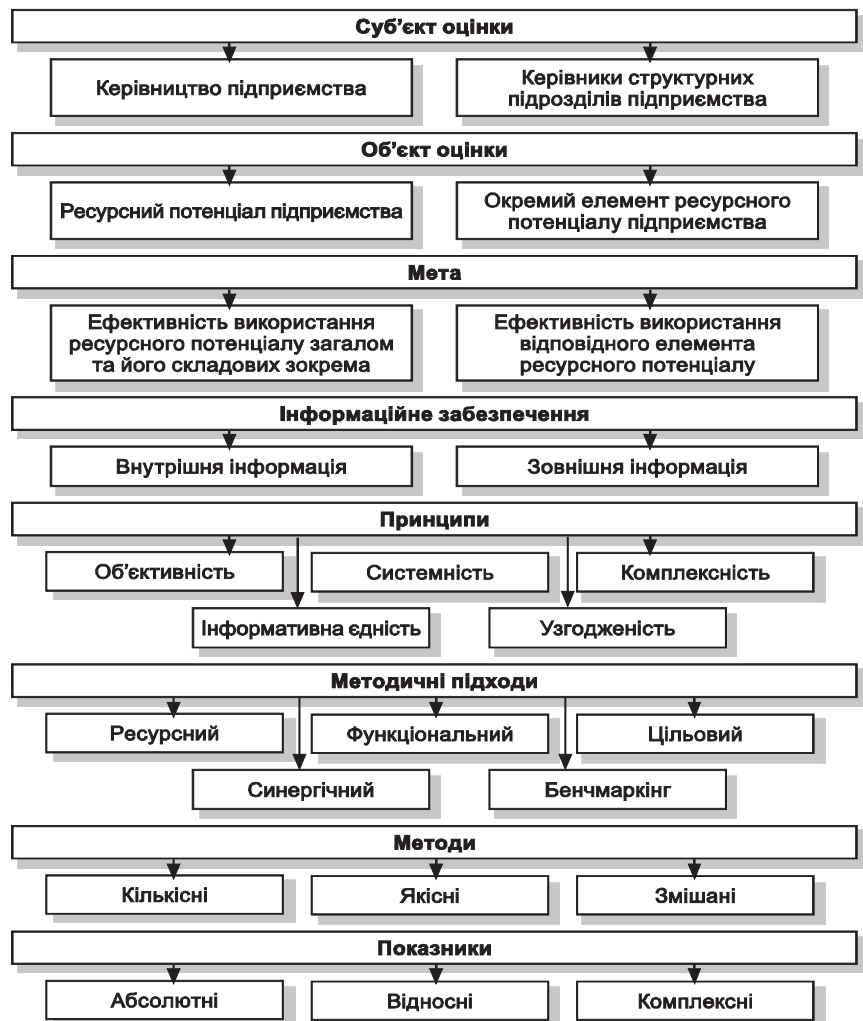 Суб’єкт оцінки
Керівництво підприємства
Керівники структурних
підрозділів підприємства
Об’єкт оцінки
Ресурсний потенціал підприємства
Окремий елемент ресурсного
потенціалу підприємства
Мета
Ефективність використання
ресурсного потенціалу загалом
та його складових зокрема
Ефективність використання
відповідного елемента
ресурсного потенціалу
Інформаційне забезпечення
Внутрішня інформація
Зовнішня інформація
Принципи
Об’єктивність
Системність
Комплексність
Інформативна єдність
Узгодженість
Методичні підходи
Ресурсний
Функціональний
Цільовий
Синергічний
Бенчмаркінг
Методи
Кількісні
Якісні
Змішані
Показники
Абсолютні
Відносні
Комплексні